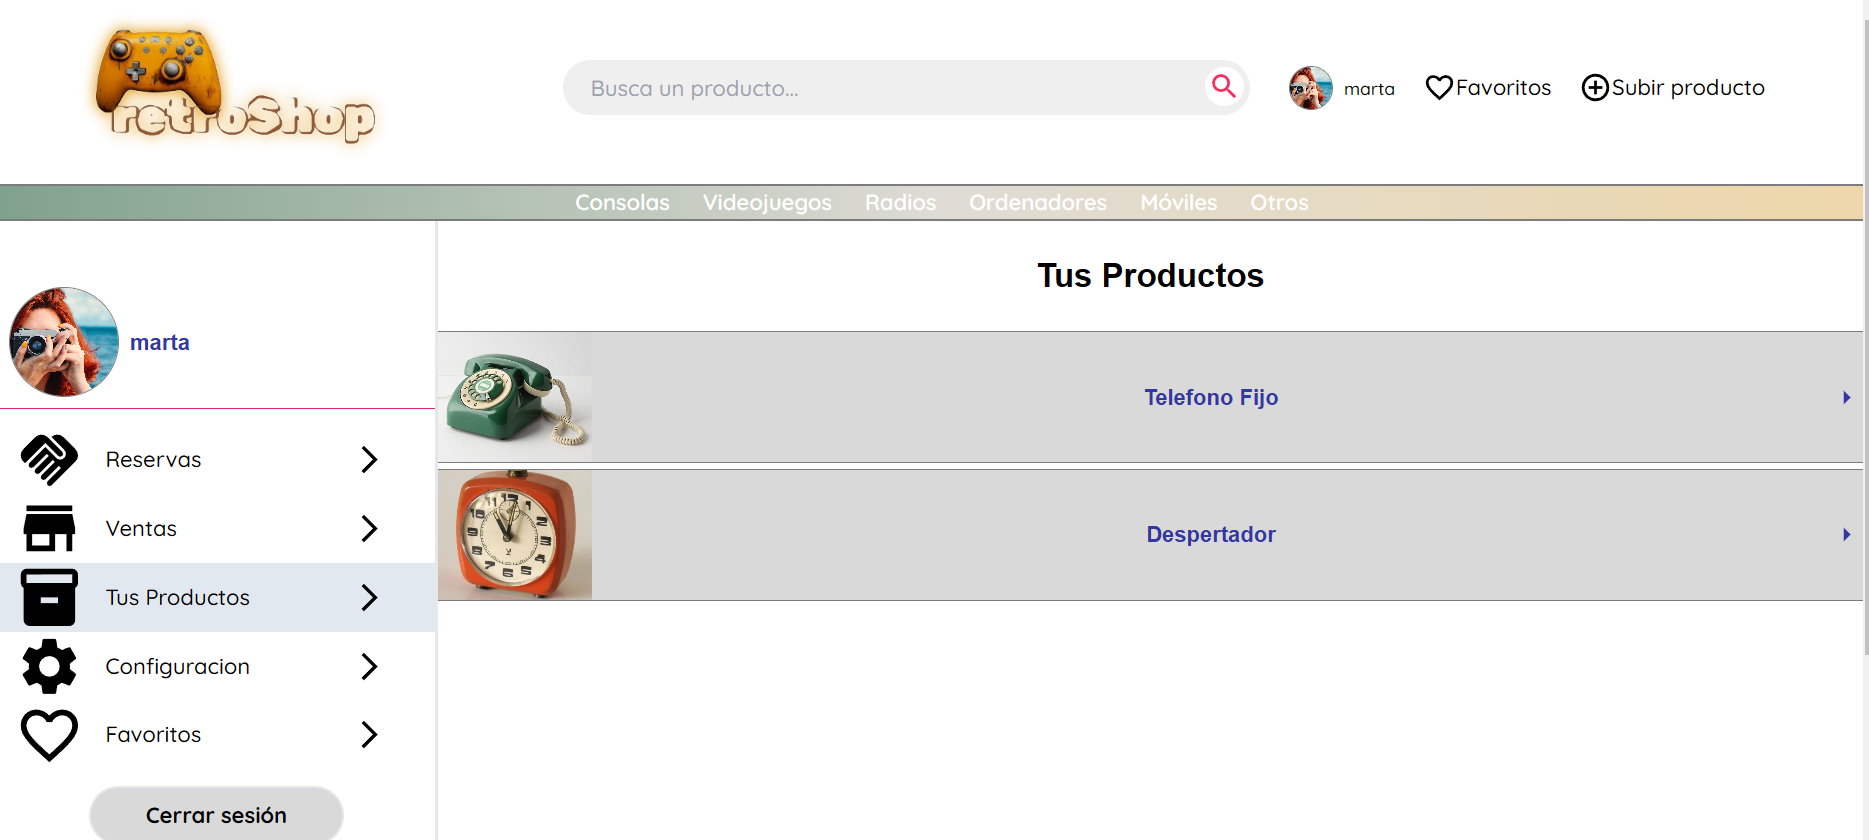 retroShop
Busca un producto...
marta
Favoritos
Subir producto
Consolas
Videojuegos
Radios
Ordenadores
Móviles
Otros
marta
Reservas
Ventas
Tus Productos
Configuracion
Favoritos
Cerrar sesión
Tus Productos
Telefono Fijo
Despertador